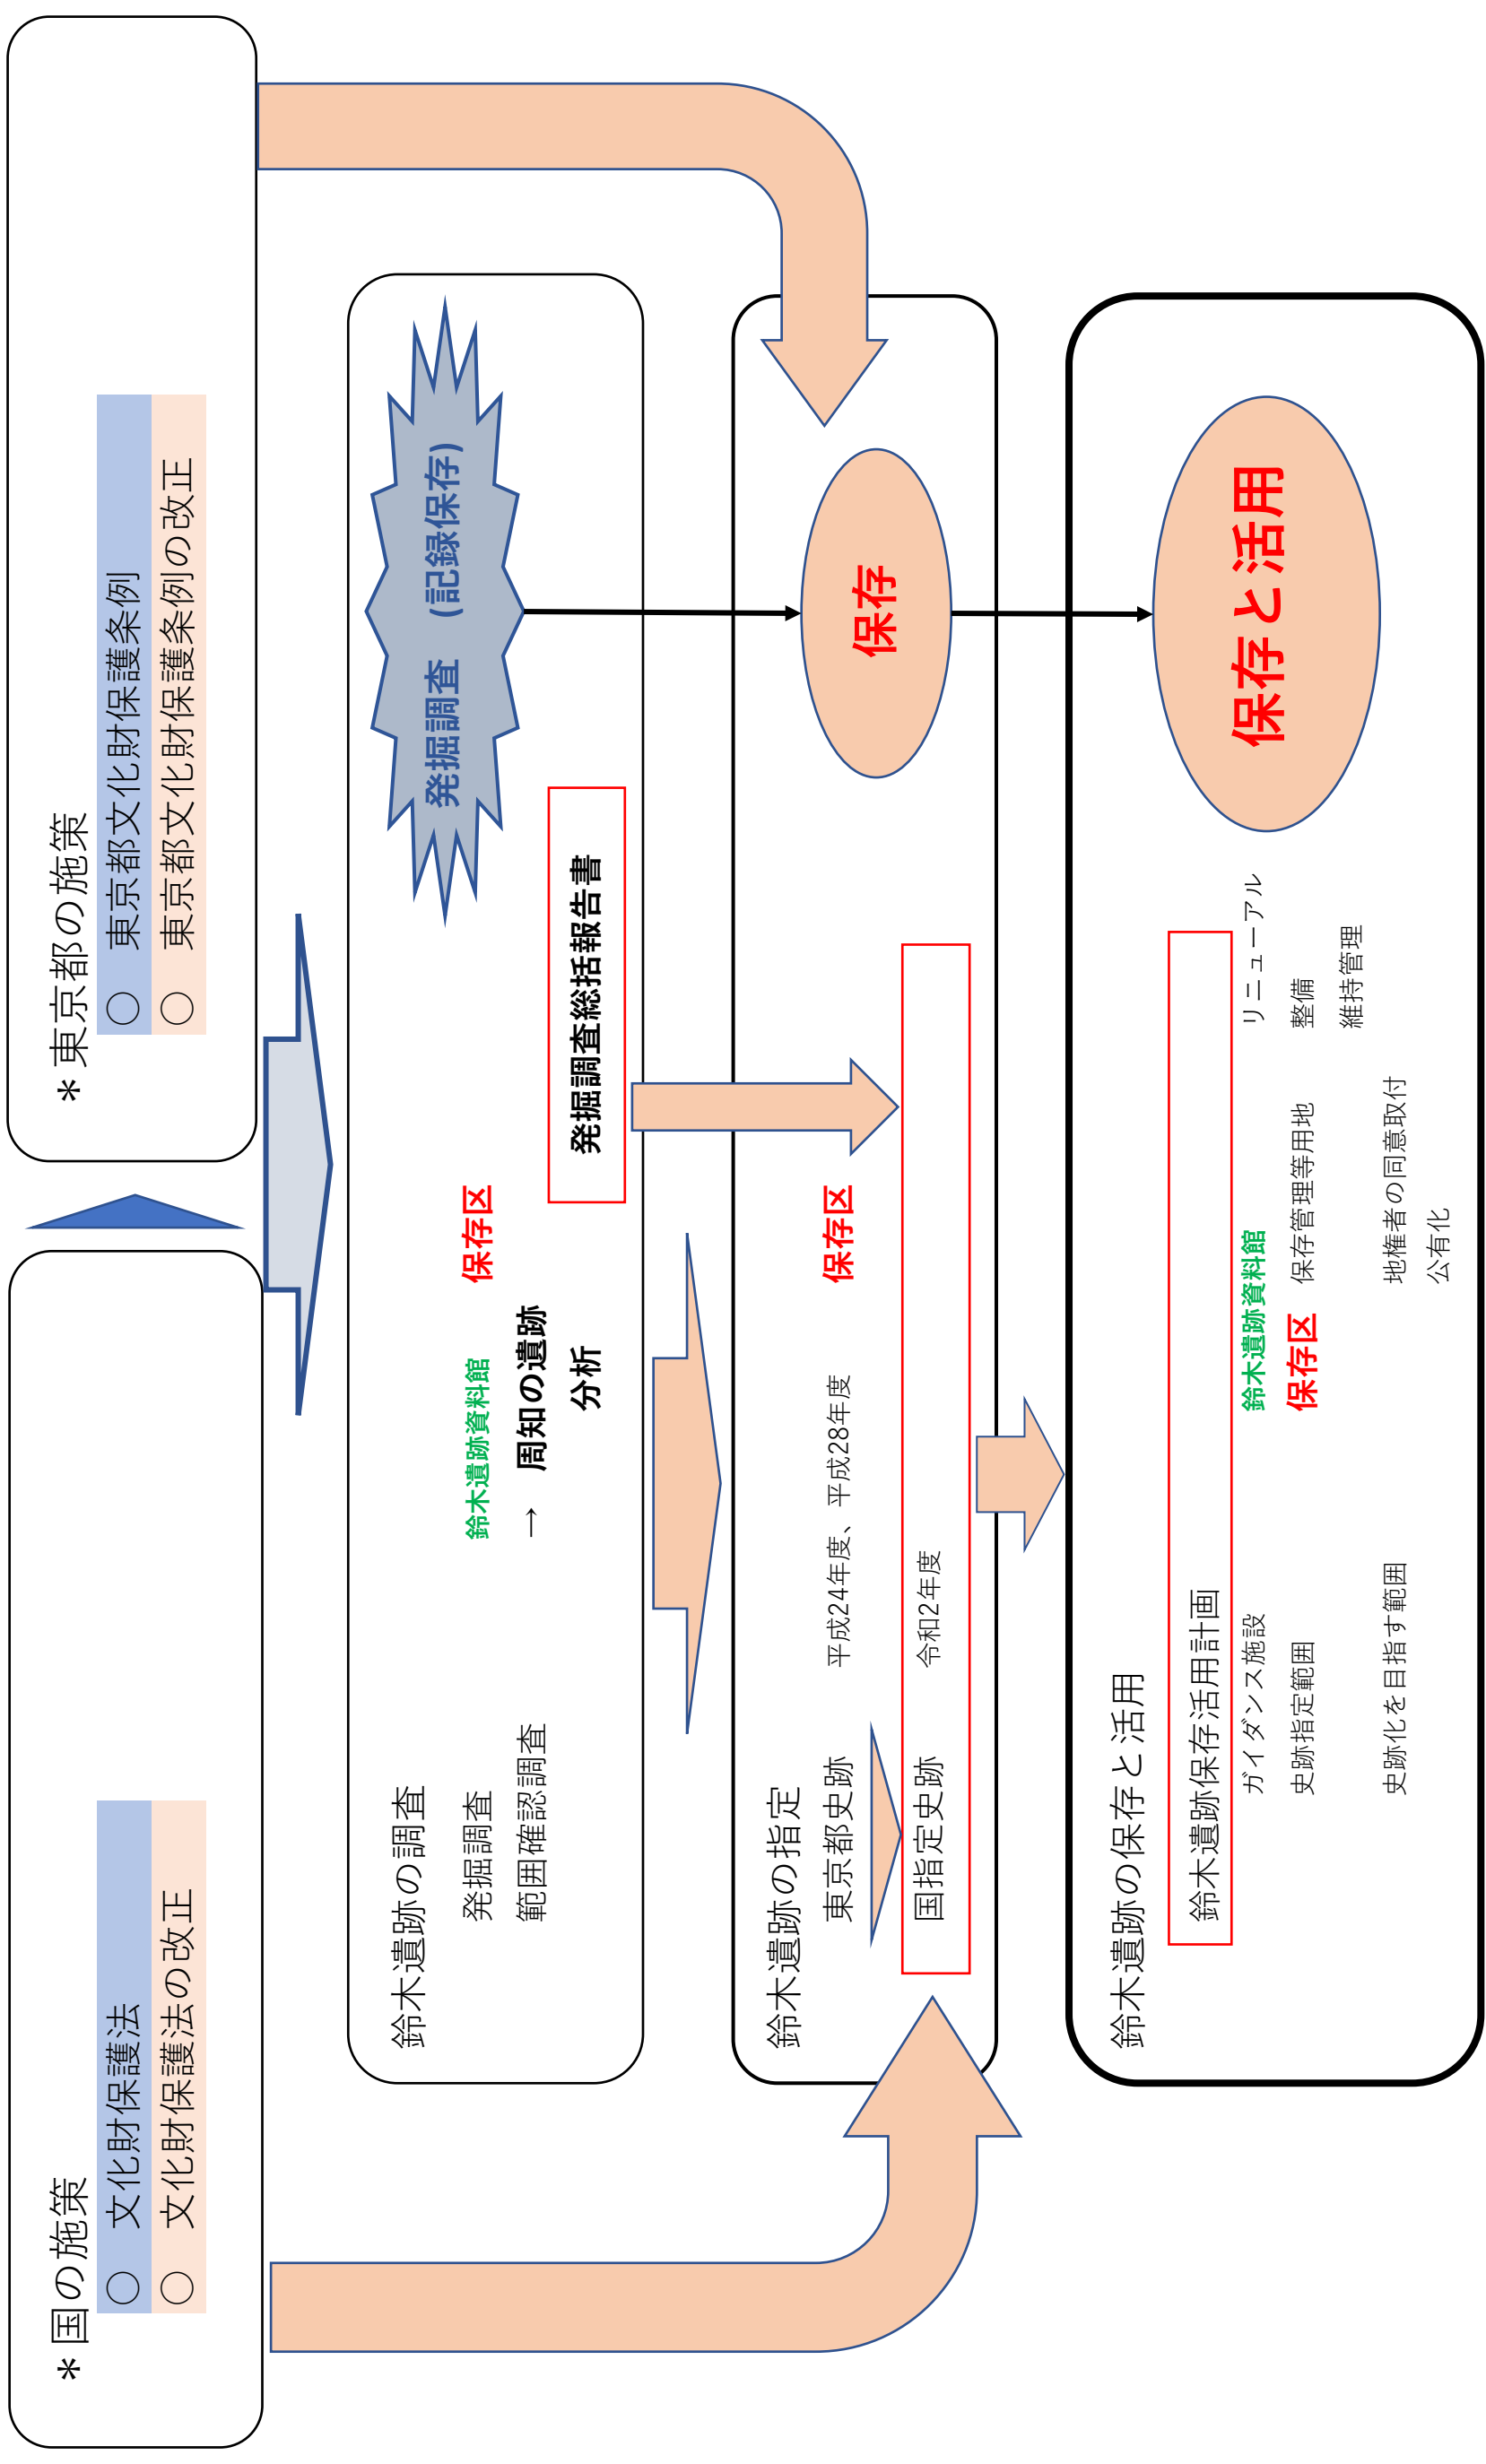 ＊国の施策
○　文化財保護法
○　文化財保護法の改正
＊東京都の施策
○　東京都文化財保護条例
○　東京都文化財保護条例の改正
鈴木遺跡の調査
発掘調査　(記録保存)
発掘調査　鈴木遺跡資料館　保存区
範囲確認調査　→　周知の遺跡
分析　発掘調査総括報告書
鈴木遺跡の指定
東京都史跡　平成24年度、平成28年度　保存区
保存
国指定史跡　令和2年度
鈴木遺跡の保存と活用
鈴木遺跡保存活用計画
保存と活用
ガイダンス施設　鈴木遺跡資料館　リニューアル
史跡指定範囲　保存区　保存管理等用地　整備
維持管理
史跡化を目指す範囲　地権者の同意取付
公有化